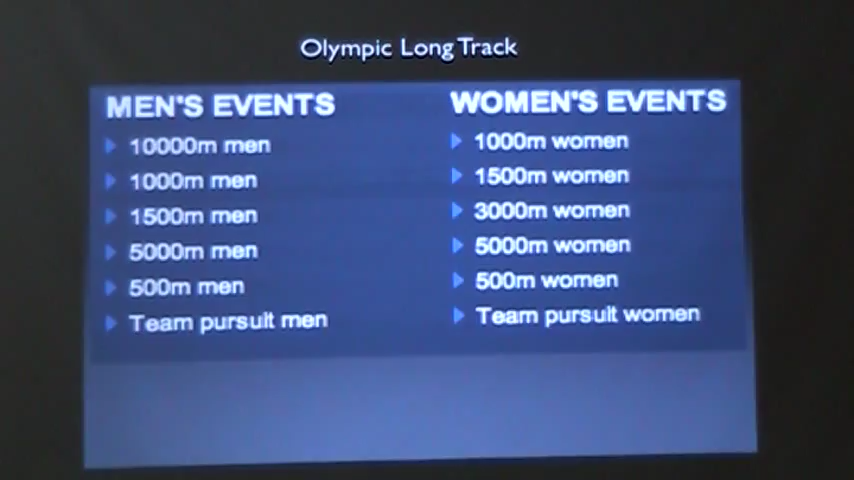 Olympic Long Track
MEN'S EVENTS
10000m men
1000m men
1500m men
5000m men
500m men
Team pursuit men
WOMEN'S EVENTS
1000m women
1500m women
3000m women
5000m women
500m women
Team pursuit women